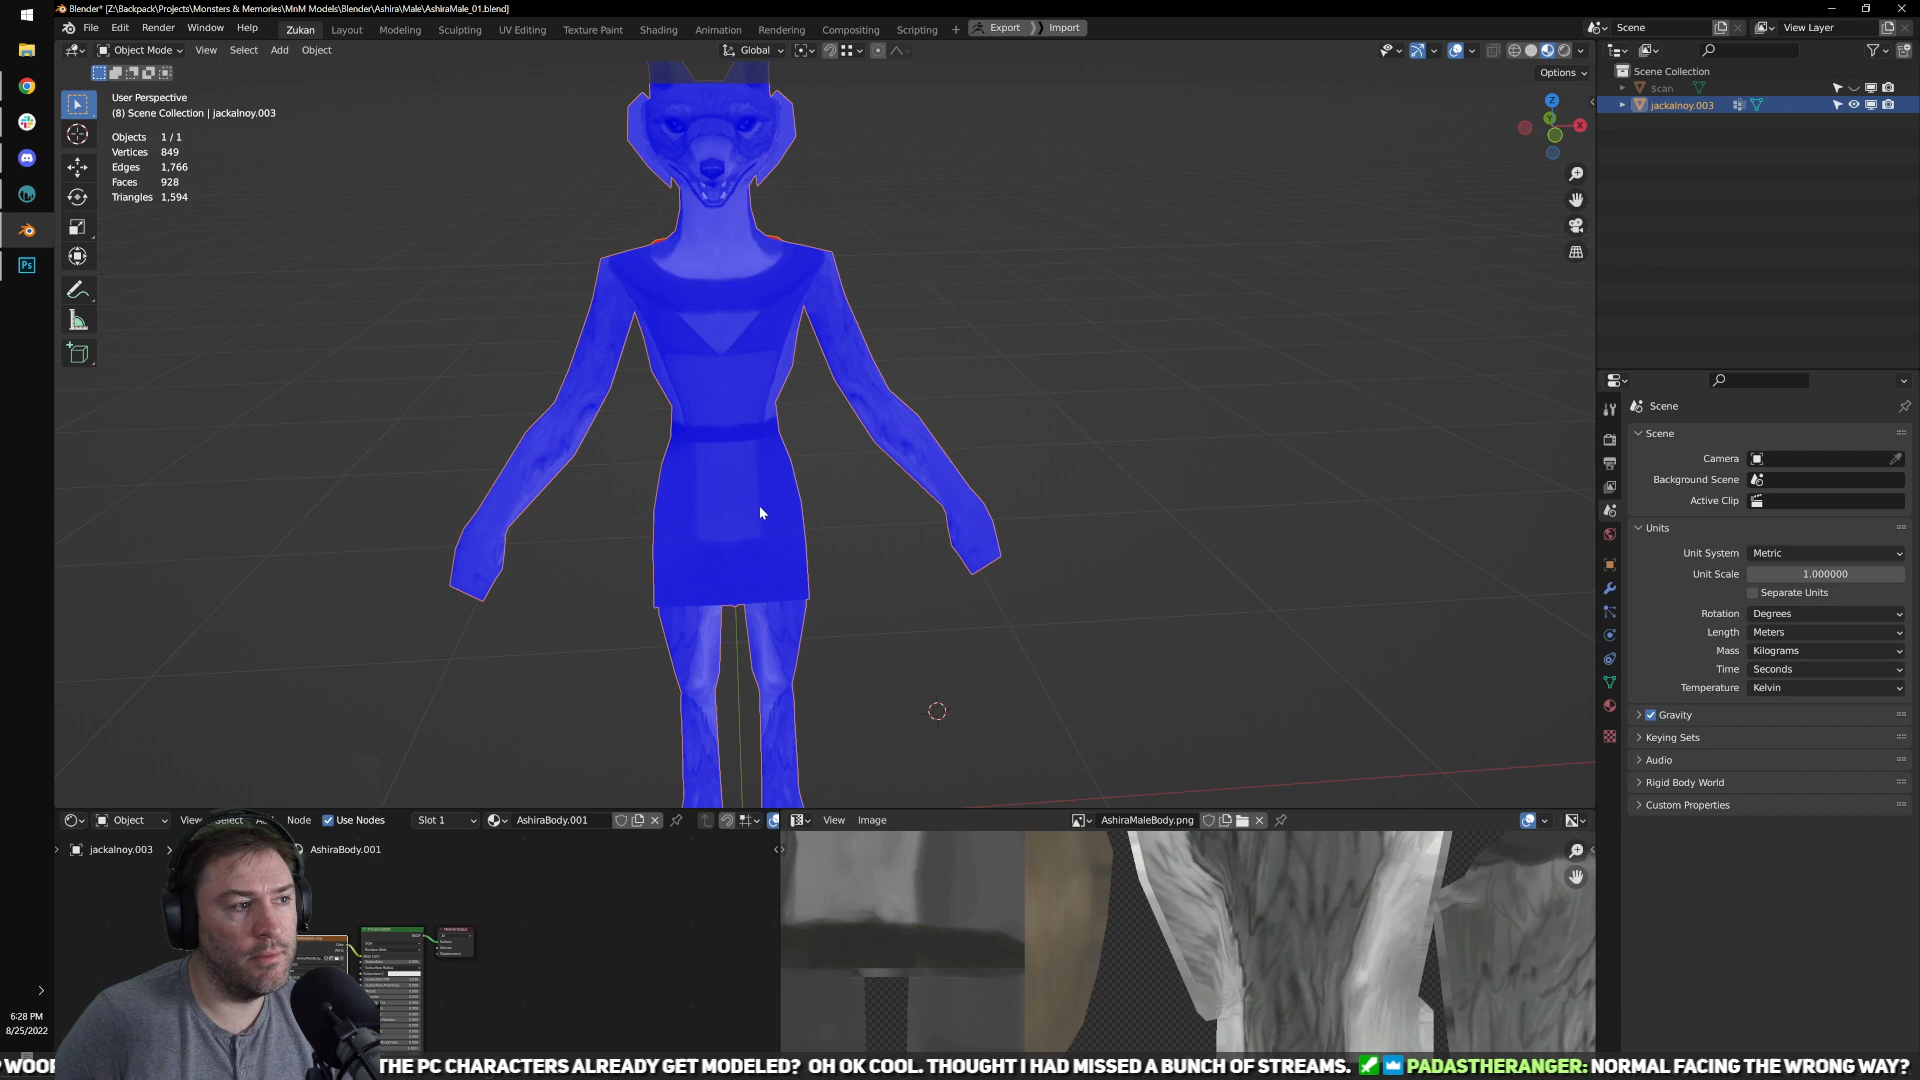 Blender* [Z:\Backpack\Projects\Monsters & Memories\MnM Models\Blender\Ashira\Male\AshiraMale_01.blend]
File Edit Render Window Help Zukan Layout Modeling Sculpting UV Editing Texture Paint Shading Animation Rendering Compositing Scripting + Export Import Scene View Layer
Object Mode View Select Add Object Global
Options
User Perspective
(8) Scene Collection | jackalnoy.003
Objects 1 / 1
Vertices 849
Edges 1,766
Faces 928
Triangles 1,594
Z
Y
X
Ps
Scene Collection
$can
jackalnoy.003
Scene
Scene
Camera
Background Scene
Active Clip
Units
Unit System Metric
Unit Scale 1.000000
Separate Units
Rotation Degrees
Length Meters
Mass Kilograms
Time Seconds
Temperature Kelvin
Gravity
Keying Sets
Audio
Rigid Body World
Custom Properties
Object View Select Node Use Nodes Slot 1 AshiraBody.001
jackalnoy.003 AshiraBody.001
View Image AshiraMaleBody.png
6:28 PM
8/25/2022
THE PC CHARACTERS ALREADY GET MODELED? OH OK COOL. THOUGHT I HAD MISSED A BUNCH OF STREAMS. PADASTHERANGER: NORMAL FACING THE WRONG WAY?